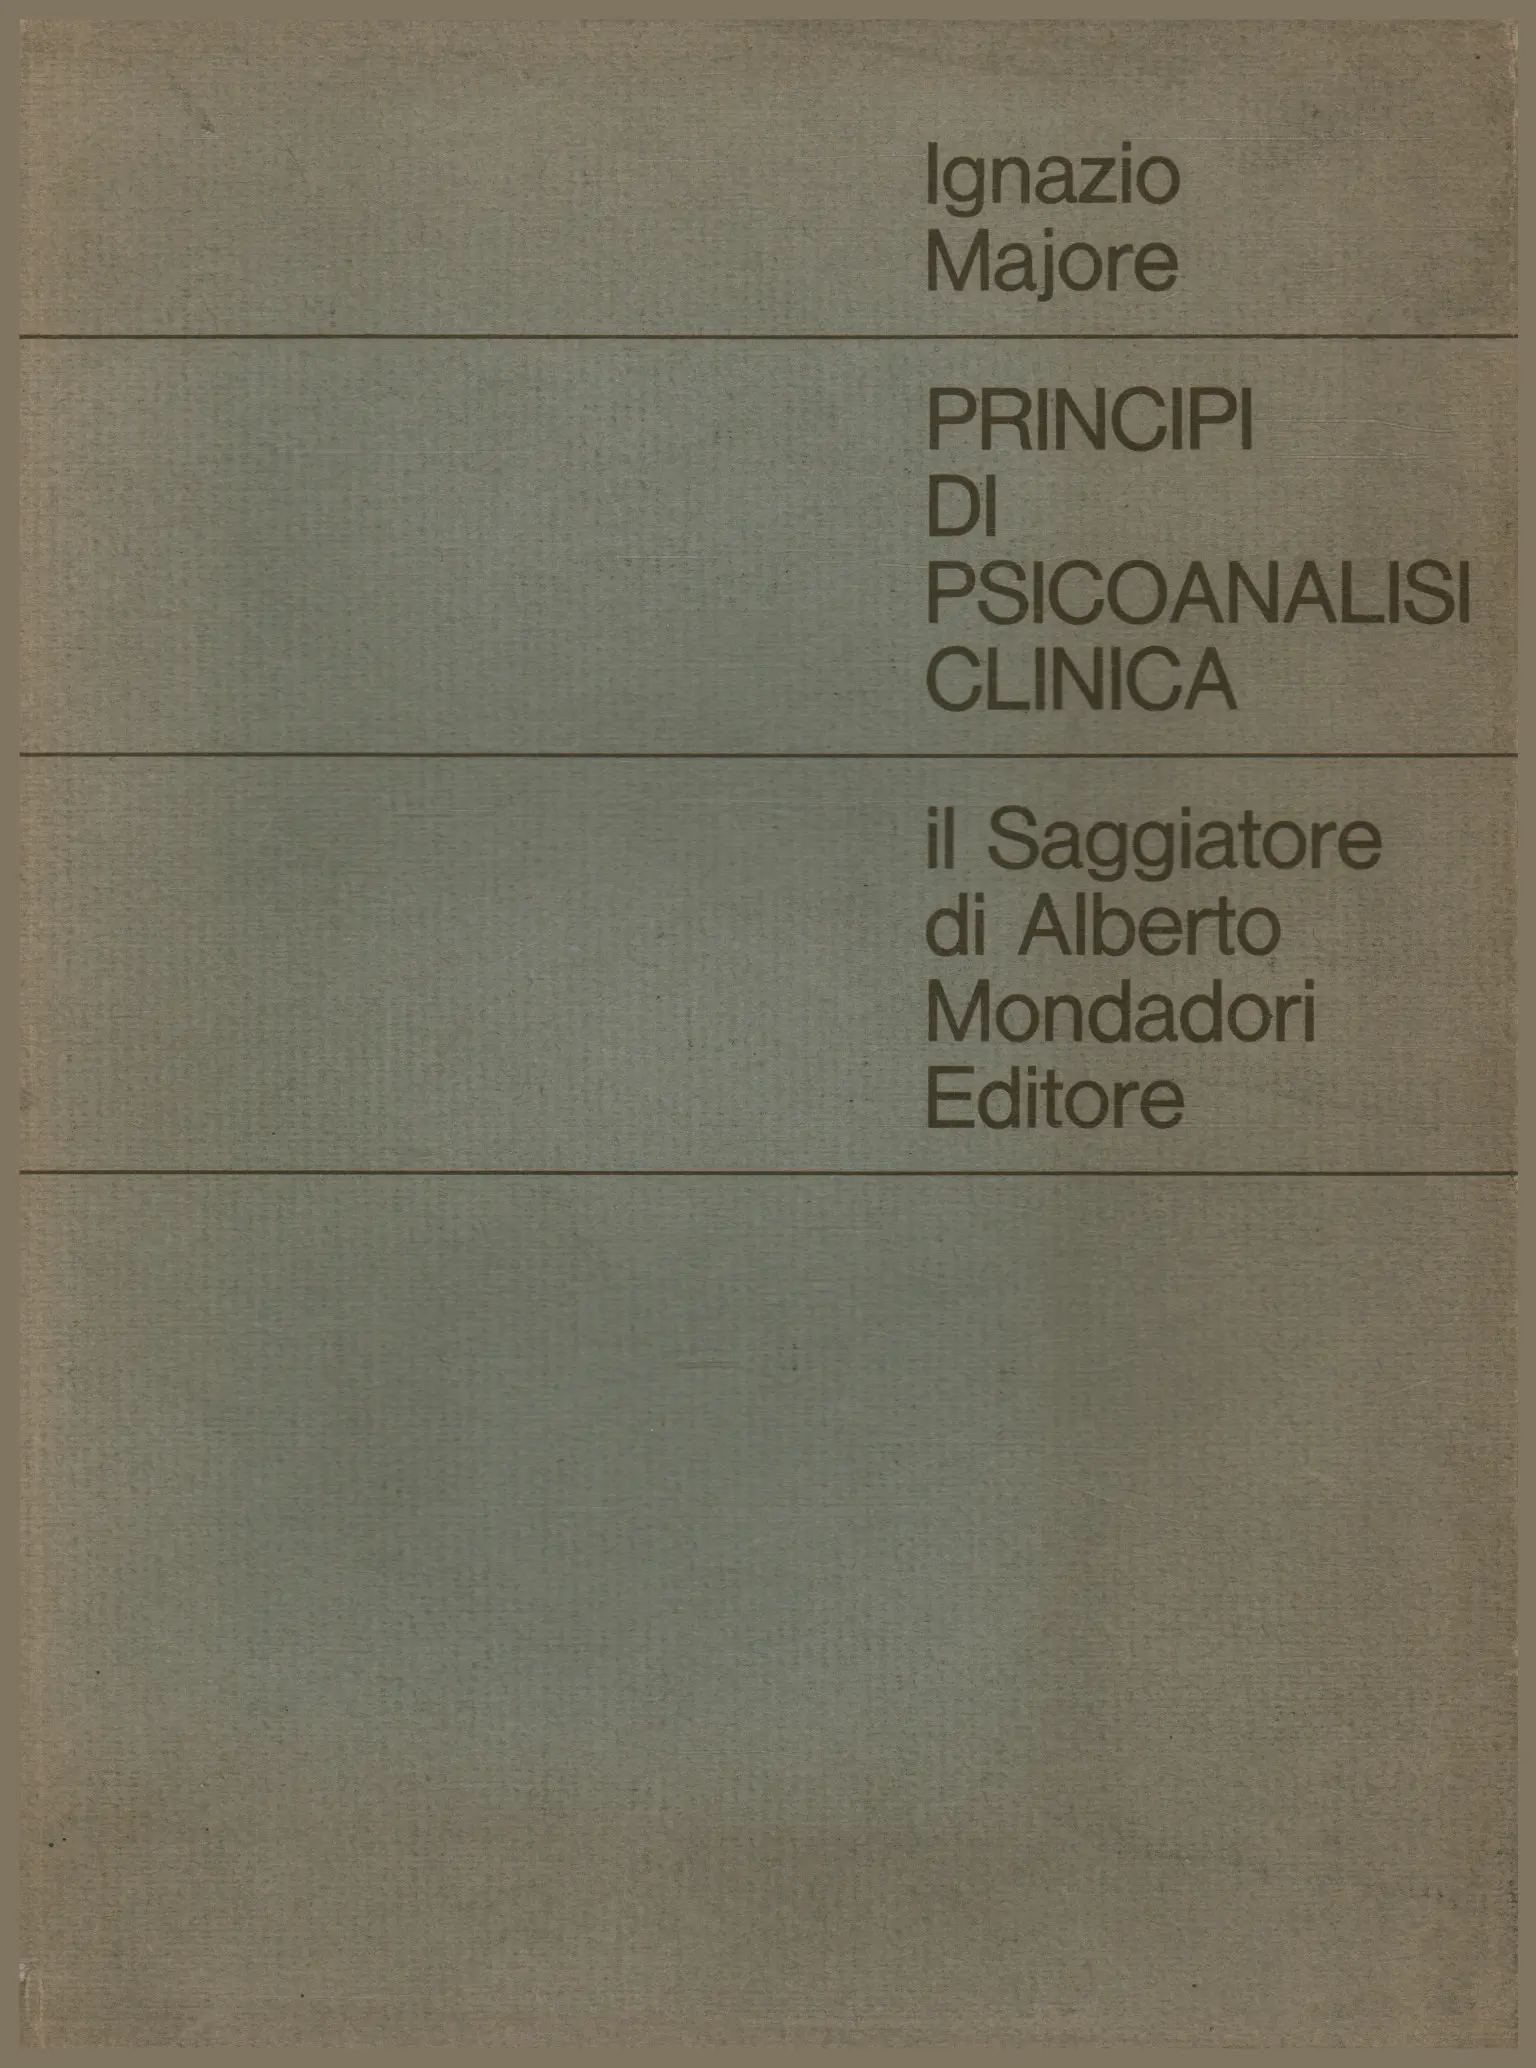 Ignazio
Majore
PRINCIPI
DI
PSICOANALISI
CLINICA
il Saggiatore
di Alberto
Mondadori
Editore